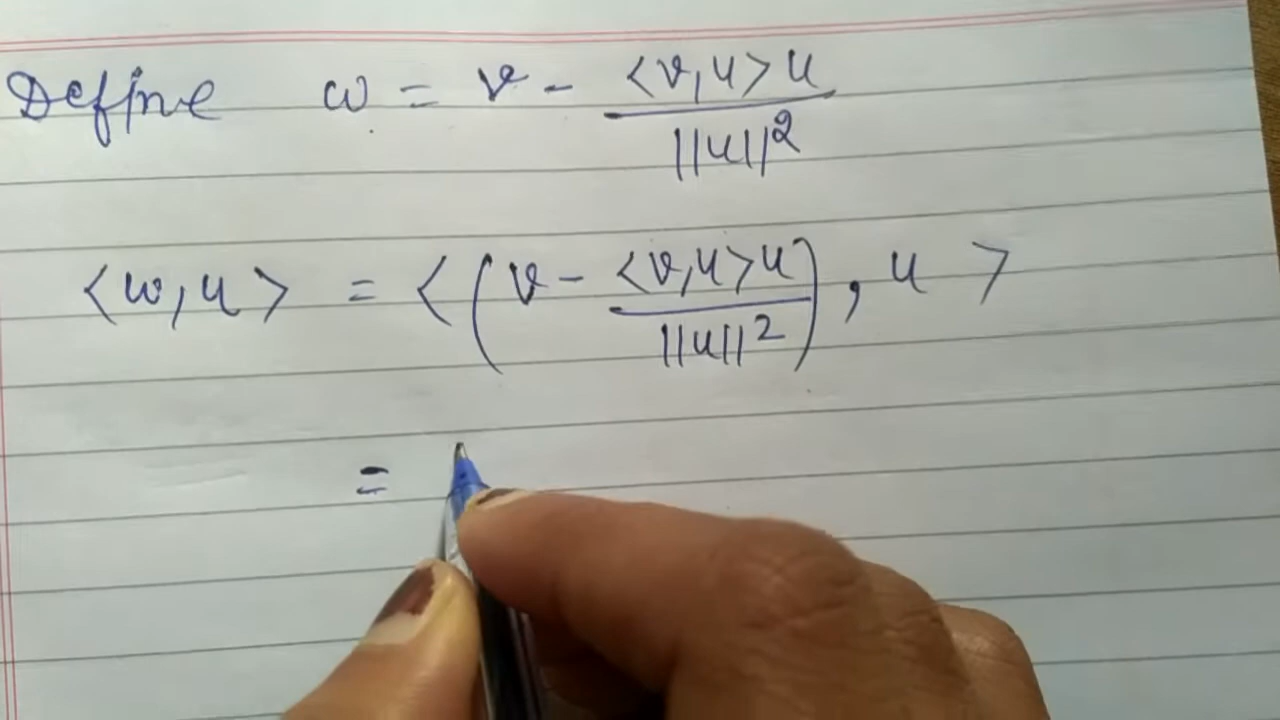 Define w = v - <v,u>u / ||u||²
<w,u> = <(v - <v,u>u / ||u||²), u>
=